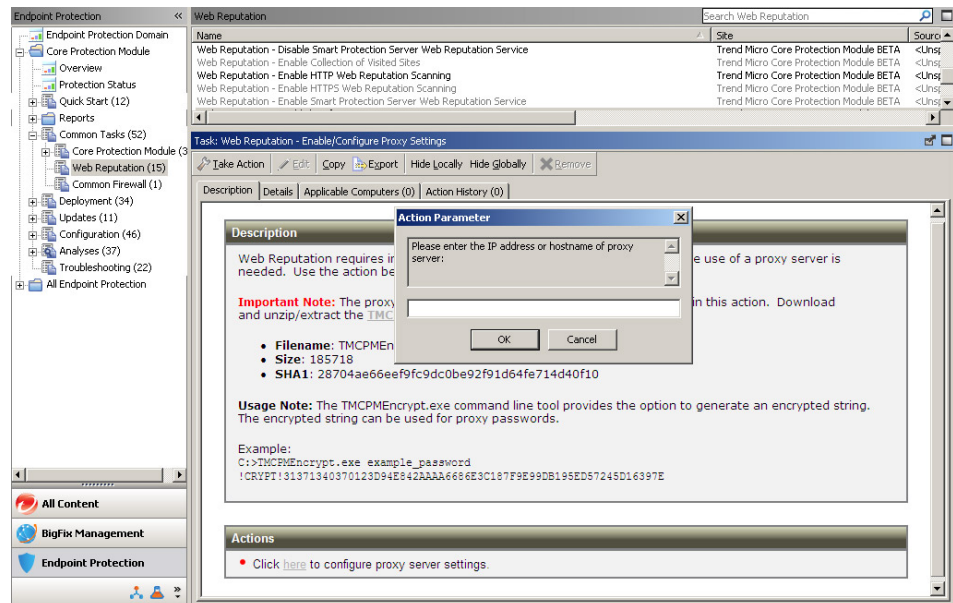 Endpoint Protection «
Endpoint Protection Domain
Core Protection Module
Overview
Protection Status
Quick Start (12)
Reports
Common Tasks (52)
Core Protection Module (3
Web Reputation (15)
Common Firewall (1)
Deployment (34)
Updates (11)
Configuration (46)
Analyses (37)
Troubleshooting (22)
All Endpoint Protection
All Content
BigFix Management
Endpoint Protection
Web Reputation Search Web Reputation
Name Site Source
Web Reputation - Disable Smart Protection Server Web Reputation Service Trend Micro Core Protection Module BETA <Unsp
Web Reputation - Enable Collection of Visited Sites Trend Micro Core Protection Module BETA <Unsp
Web Reputation - Enable HTTP Web Reputation Scanning Trend Micro Core Protection Module BETA <Unsp
Web Reputation - Enable HTTPS Web Reputation Scanning Trend Micro Core Protection Module BETA <Unsp
Web Reputation - Enable Smart Protection Server Web Reputation Service Trend Micro Core Protection Module BETA <Unsp
Task: Web Reputation - Enable/Configure Proxy Settings
Take Action Edit Copy Export Hide Locally Hide Globally Remove
Description Details Applicable Computers (0) Action History (0)
Description
Web Reputation requires in e use of a proxy server is
needed. Use the action be
Important Note: The proxy in this action. Download
and unzip/extract the TMC
• Filename: TMCPMEn
• Size: 185718
• SHA1: 28704ae66eef9fc9dc0be92f91d64fe714d40f10
Usage Note: The TMCPMEncrypt.exe command line tool provides the option to generate an encrypted string.
The encrypted string can be used for proxy passwords.
Example:
C:>TMCPMEncrypt.exe example_password
!CRYPT!31371340370123D94E842AAAA6686E3C187F9E99DB195ED57245D16397E
Actions
• Click here to configure proxy server settings.
Action Parameter
Please enter the IP address or hostname of proxy
server:
OK Cancel